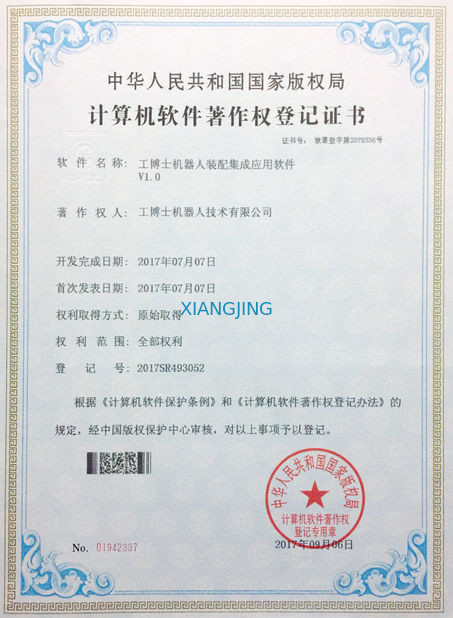 中华人民共和国国家版权局
计算机软件著作权登记证书
证书号： 软著登字第2078336号
软件名称： 工博士机器人装配集成应用软件
V1.0
著作权人： 工博士机器人技术有限公司
开发完成日期： 2017年07月07日
首次发表日期： 2017年07月07日
权利取得方式： 原始取得
XIANGJING
权利范围： 全部权利
登记号： 2017SR493052
根据《计算机软件保护条例》和《计算机软件著作权登记办法》的
规定，经中国版权保护中心审核，对以上事项予以登记。
中华人民共和国国家版权局
计算机软件著作权
登记专用章
No. 01942337
2017年09月06日